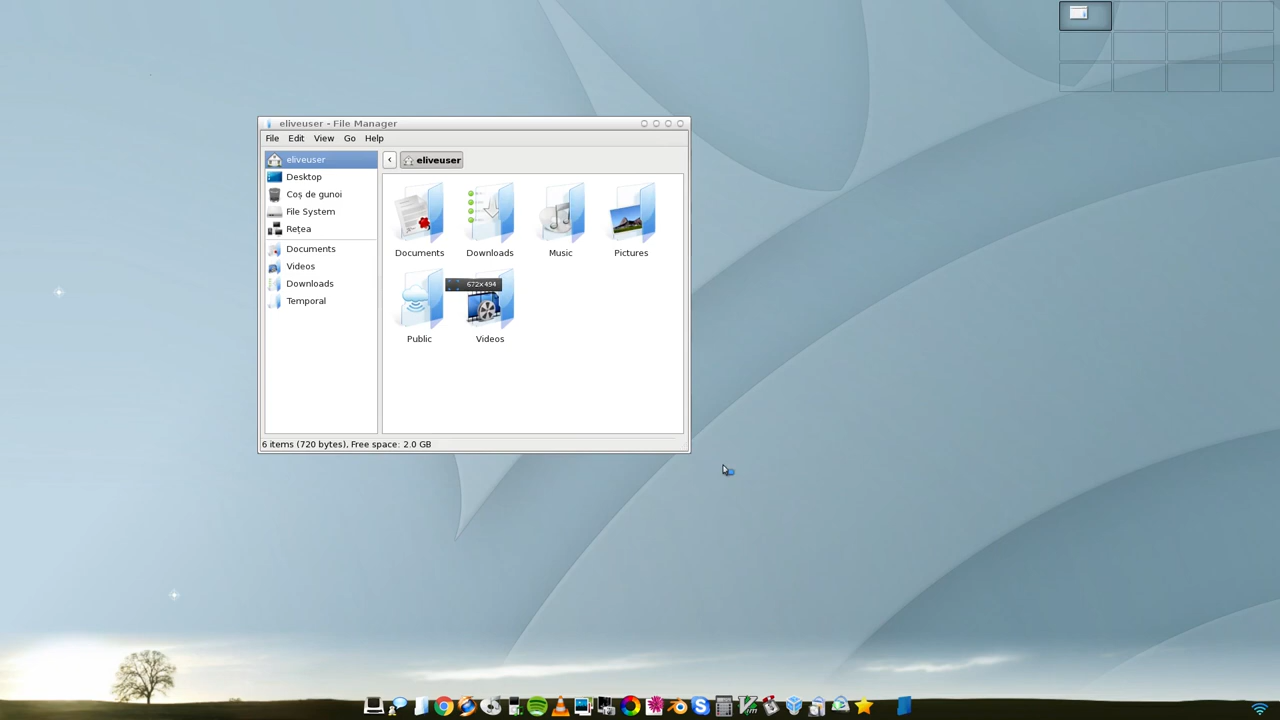 eliveuser - File Manager
File Edit View Go Help
eliveuser
Desktop
Coș de gunoi
File System
Rețea
Documents
Videos
Downloads
Temporal
eliveuser
Documents Downloads Music Pictures
672x494
Public Videos
6 items (720 bytes), Free space: 2.0 GB